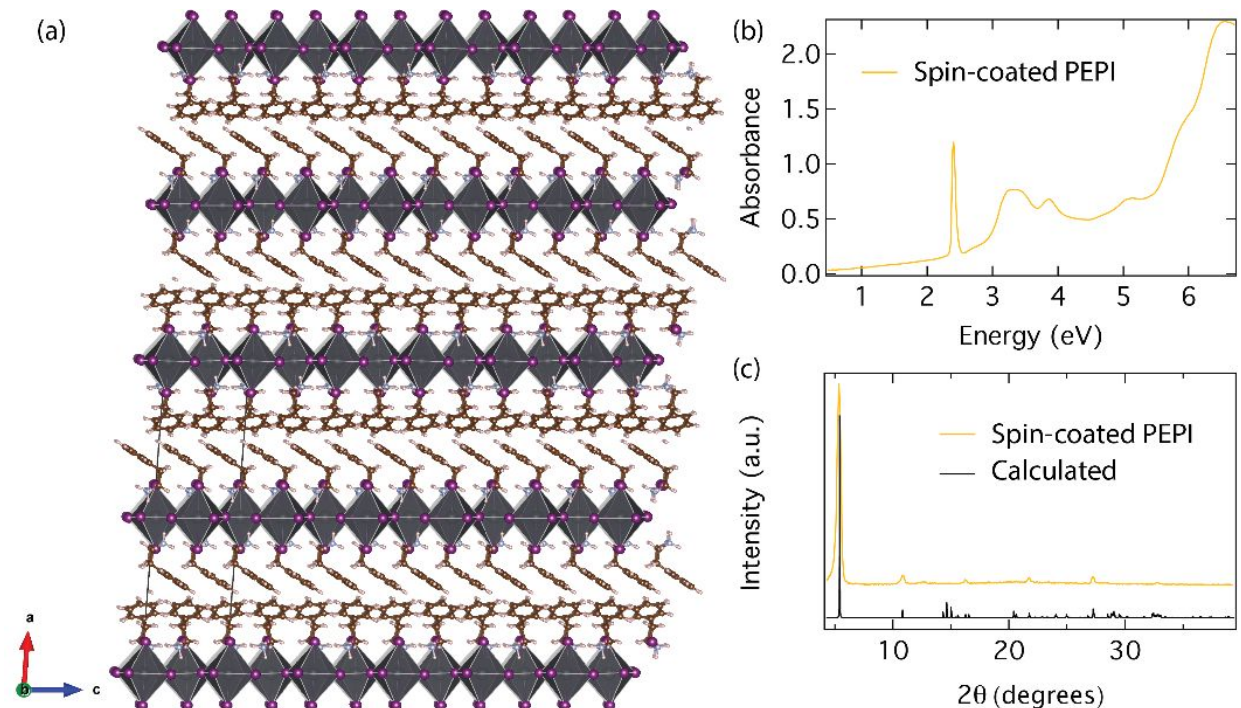 (a)
a
b
c
(b)
Spin-coated PEPI
Absorbance
2.0
1.5
1.0
0.5
0.0
1 2 3 4 5 6
Energy (eV)
(c)
Spin-coated PEPI
Calculated
Intensity (a.u.)
10 20 30
2θ (degrees)